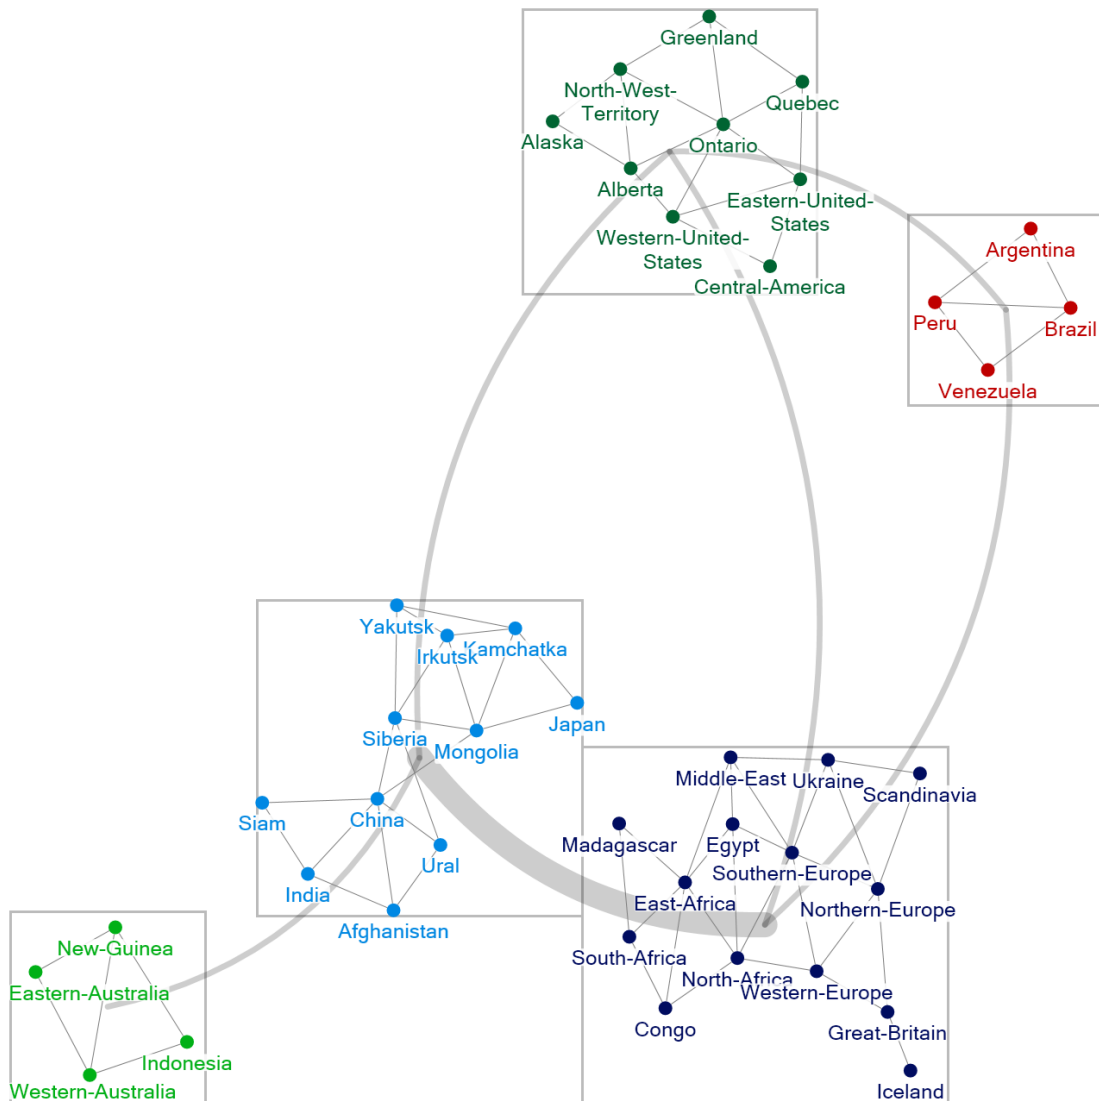 Greenland
North-West-
Territory
Quebec
Alaska
Ontario
Alberta
Eastern-United-
States
Western-United-
States
Central-America
Argentina
Peru
Brazil
Venezuela
Yakutsk
Irkutsk
Kamchatka
Japan
Siberia
Mongolia
Siam
China
Ural
India
Afghanistan
Middle-East
Ukraine
Scandinavia
Madagascar
Egypt
Southern-Europe
East-Africa
Northern-Europe
South-Africa
North-Africa
Western-Europe
Congo
Great-Britain
Iceland
New-Guinea
Eastern-Australia
Indonesia
Western-Australia